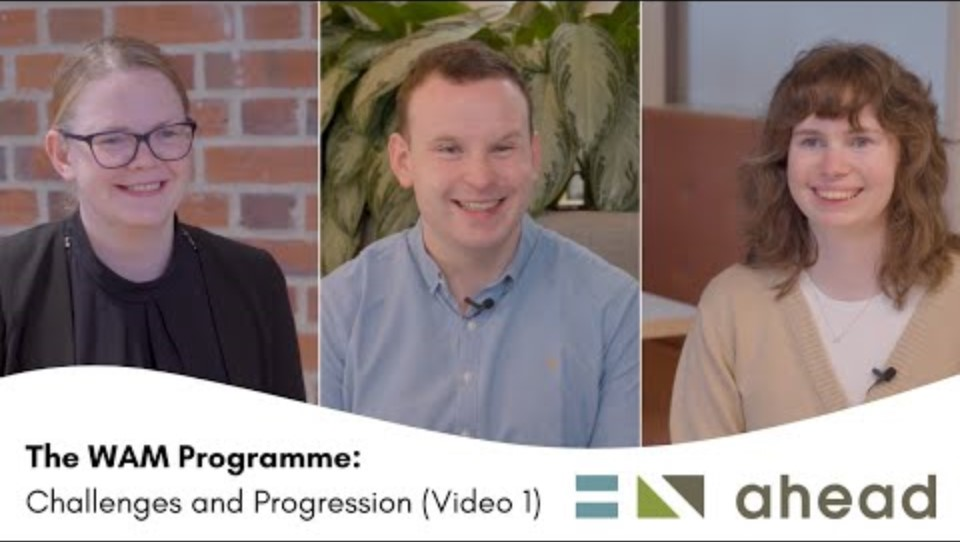 The WAM Programme:
Challenges and Progression (Video 1)
ahead